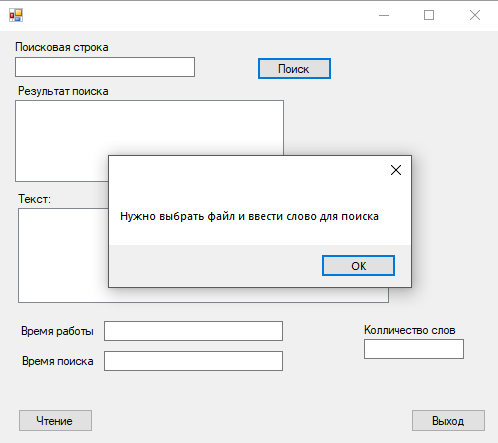 Поисковая строка
Поиск
Результат поиска
Нужно выбрать файл и ввести слово для поиска
OK
Текст:
Время работы
Колличество слов
Время поиска
Чтение
Выход